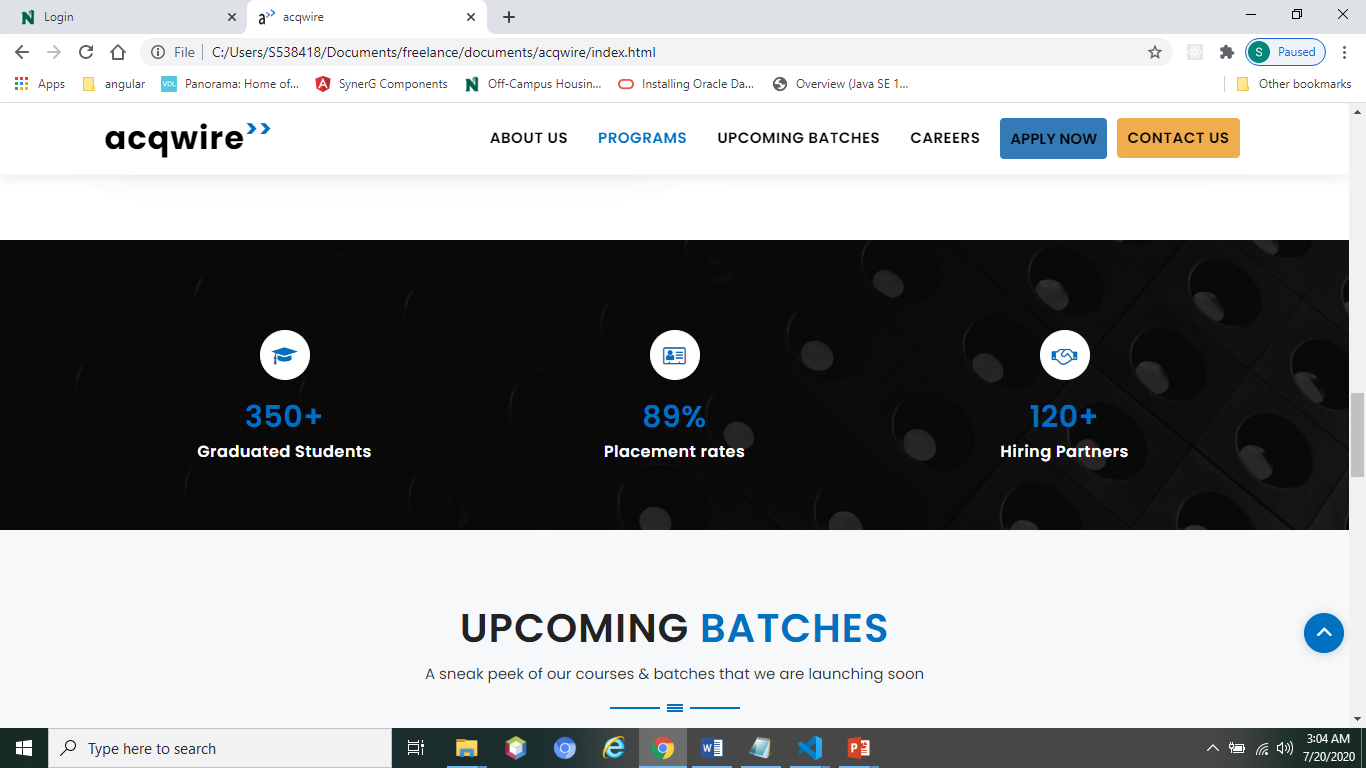 Login
acqwire
File
C:/Users/S538418/Documents/freelance/documents/acqwire/index.html
S
Paused
Apps
angular
VDL
Panorama: Home of...
SynerG Components
Off-Campus Housin...
Installing Oracle Da...
Overview (Java SE 1...
Other bookmarks
acqwire
ABOUT US
PROGRAMS
UPCOMING BATCHES
CAREERS
APPLY NOW
CONTACT US
350+
Graduated Students
89%
Placement rates
120+
Hiring Partners
UPCOMING BATCHES
A sneak peek of our courses & batches that we are launching soon
Type here to search
3:04 AM
7/20/2020